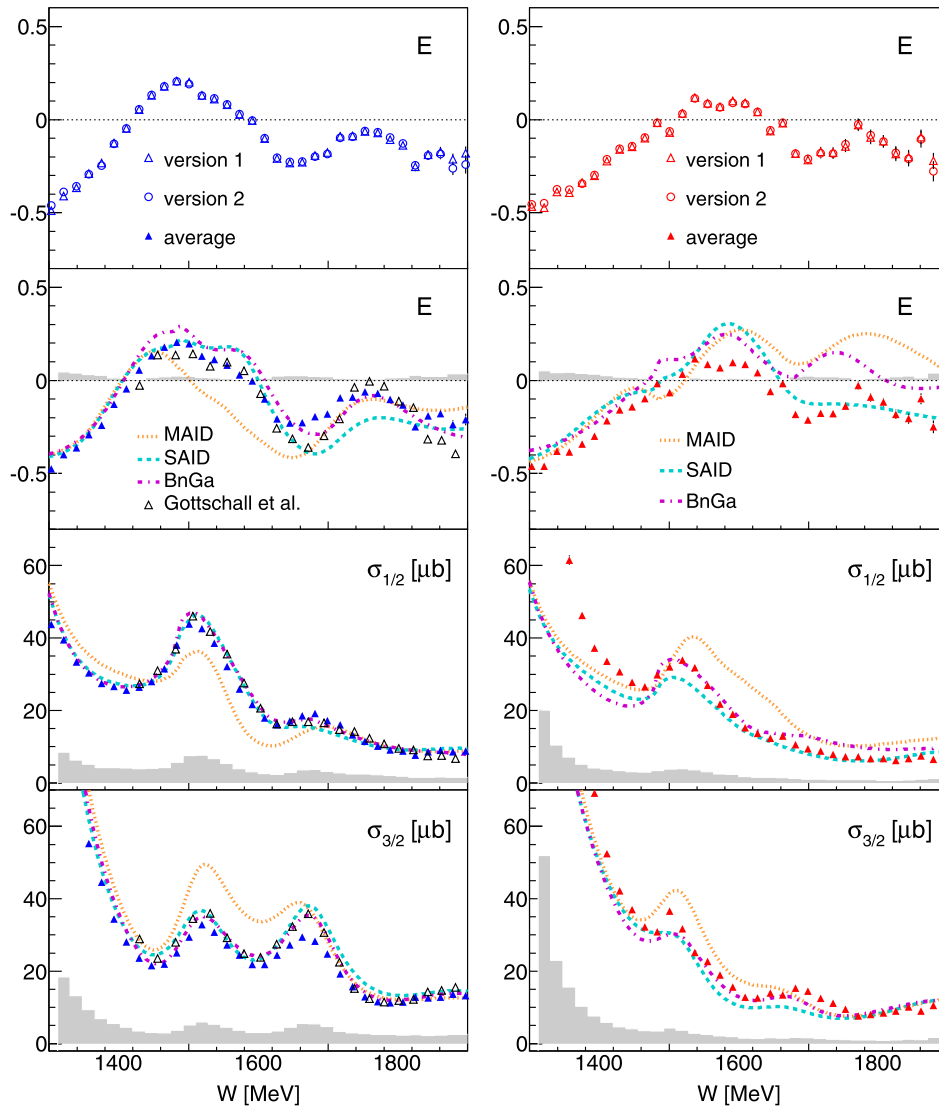 0.5
E
0
version 1
version 2
-0.5
average
0.5
E
0
version 1
version 2
-0.5
average
0.5
E
0
MAID
SAID
-0.5
BnGa
Gottschall et al.
0.5
E
0
MAID
SAID
-0.5
BnGa
60
σ1/2 [μb]
40
20
0
60
σ1/2 [μb]
40
20
0
60
σ3/2 [μb]
40
20
0
1400 1600 1800
W [MeV]
60
σ3/2 [μb]
40
20
0
1400 1600 1800
W [MeV]